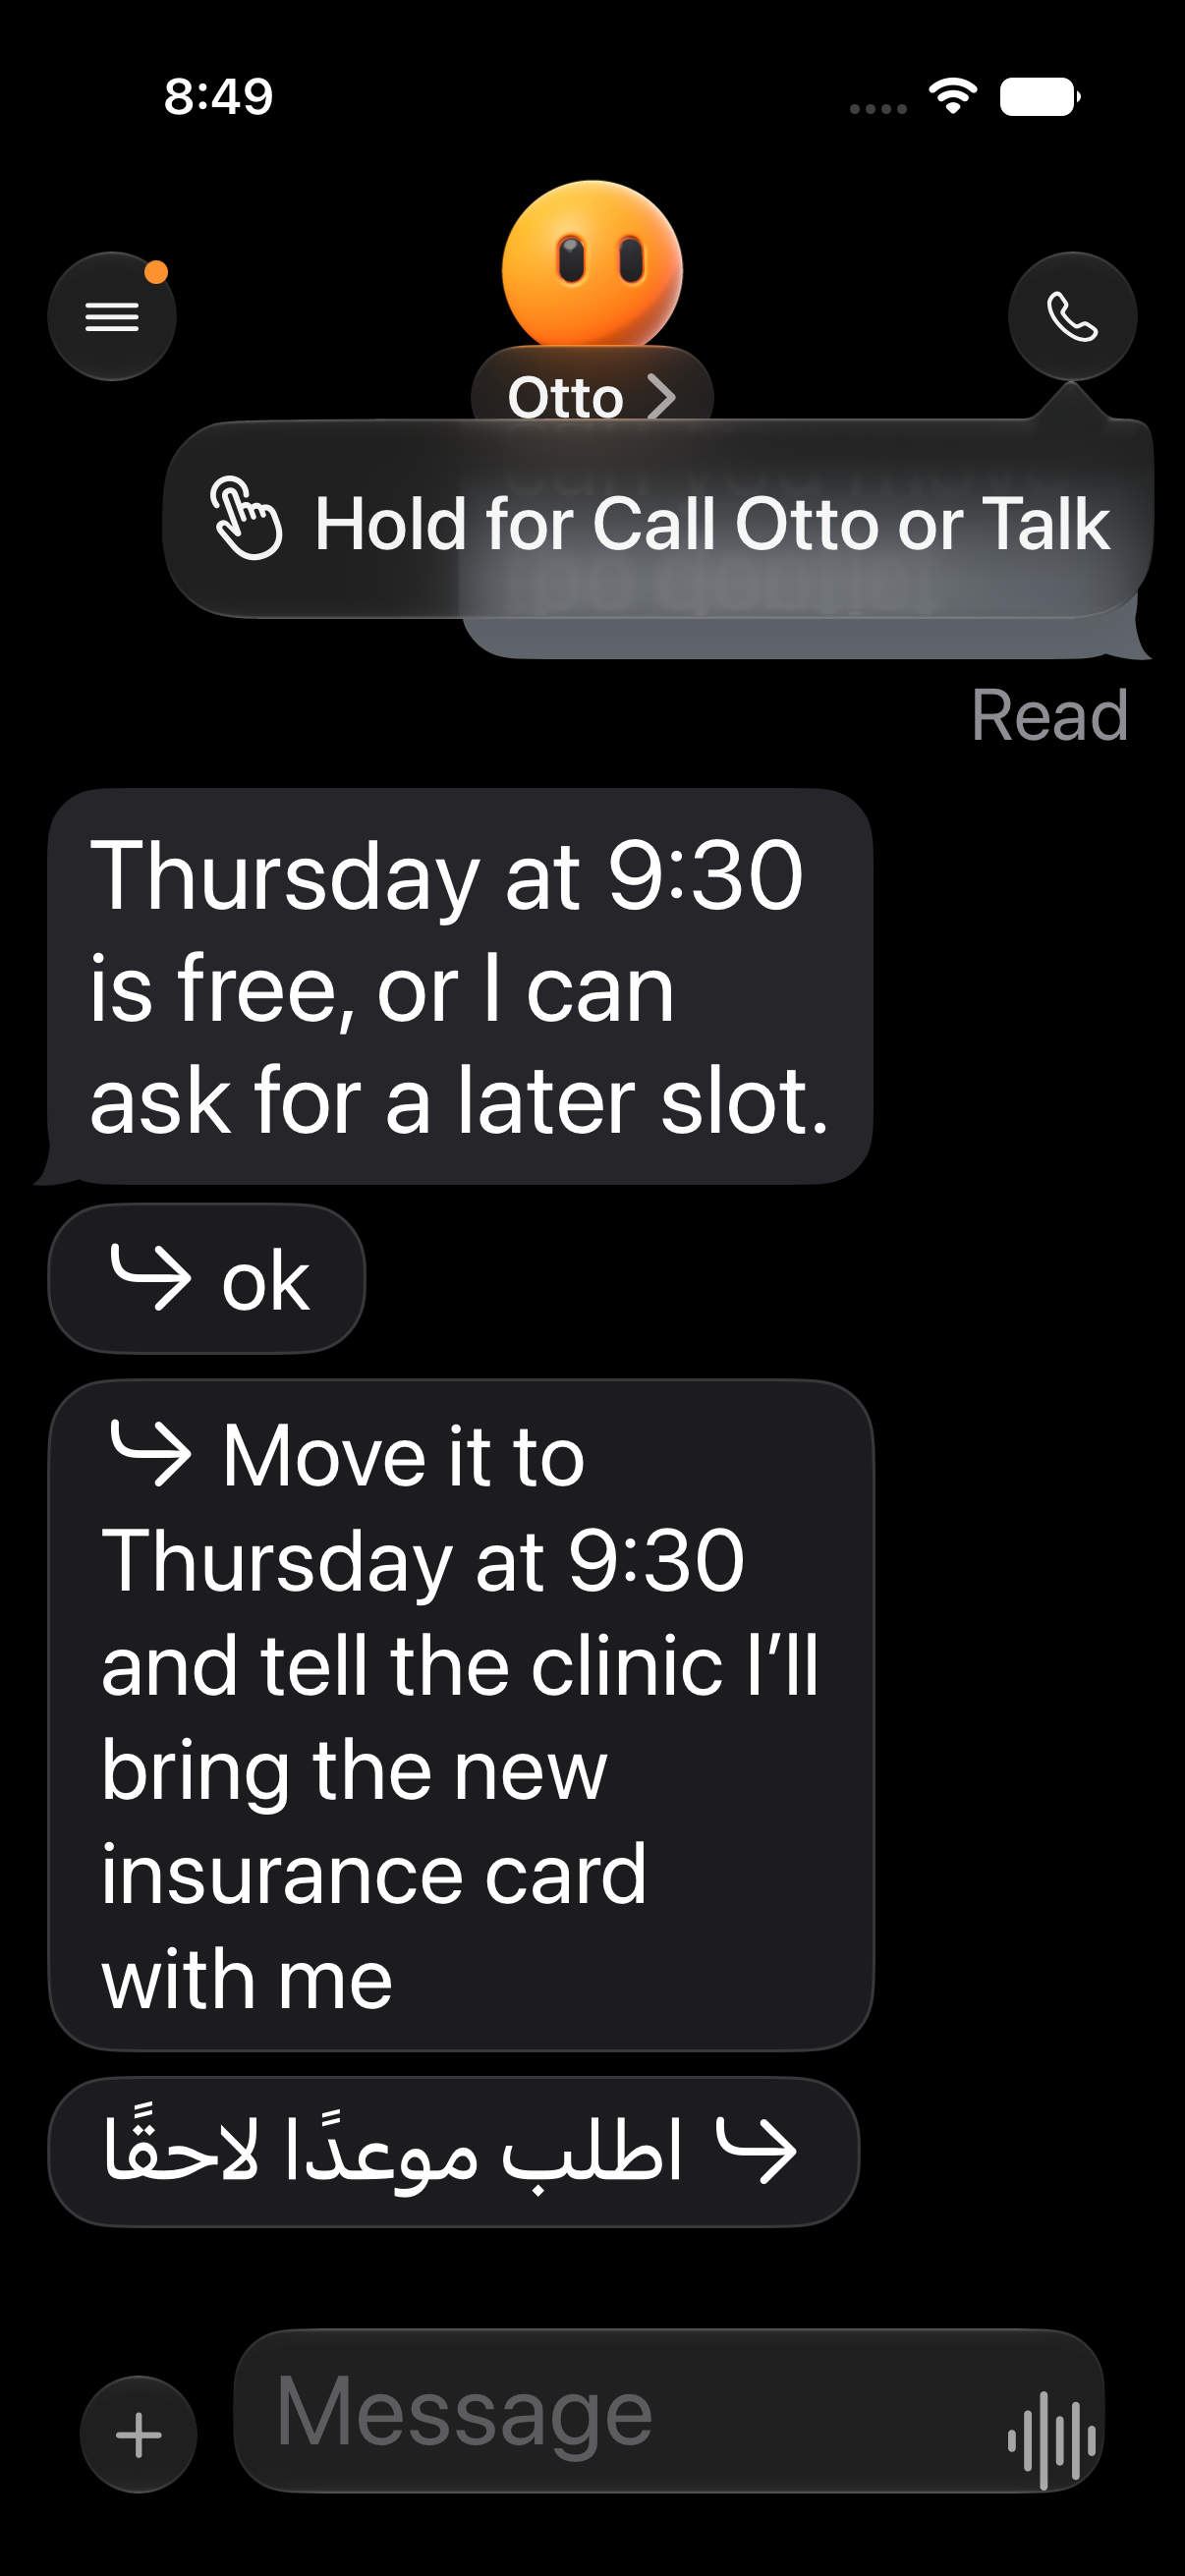 8:49
Otto
Hold for Call Otto or Talk
Read
Thursday at 9:30
is free, or I can
ask for a later slot.
ok
Move it to
Thursday at 9:30
and tell the clinic I’ll
bring the new
insurance card
with me
اطلب موعدًا لاحقًا
Message